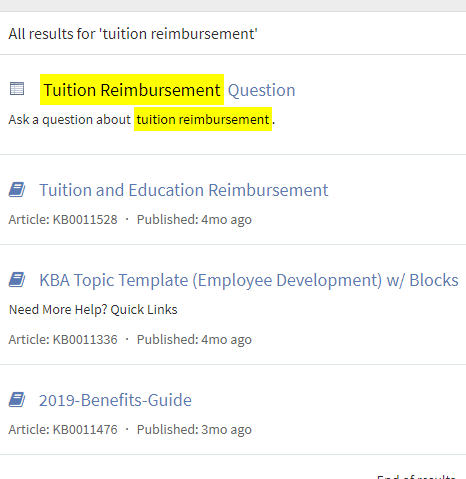 All results for 'tuition reimbursement'
Tuition Reimbursement Question
Ask a question about tuition reimbursement.
Tuition and Education Reimbursement
Article: KB0011528 · Published: 4mo ago
KBA Topic Template (Employee Development) w/ Blocks
Need More Help? Quick Links
Article: KB0011336 · Published: 4mo ago
2019-Benefits-Guide
Article: KB0011476 · Published: 3mo ago
End of results